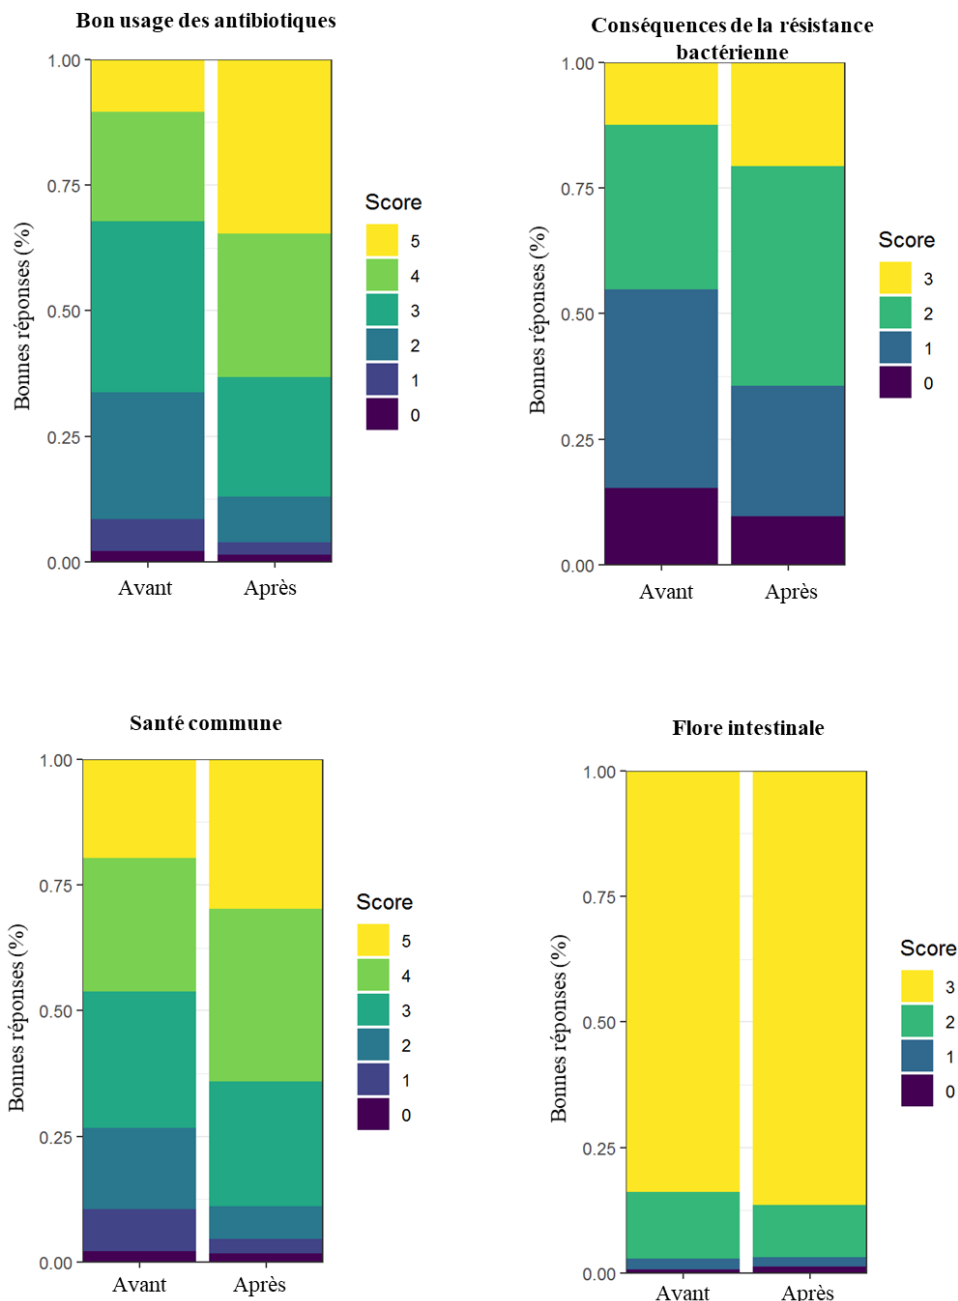 Bon usage des antibiotiques
1.00
0.75
0.50
0.25
0.00
Bonnes réponses (%)
Avant
Après
Score
5
4
3
2
1
0
Conséquences de la résistance
bactérienne
1.00
0.75
0.50
0.25
0.00
Bonnes réponses (%)
Avant
Après
Score
3
2
1
0
Santé commune
1.00
0.75
0.50
0.25
0.00
Bonnes réponses (%)
Avant
Après
Score
5
4
3
2
1
0
Flore intestinale
1.00
0.75
0.50
0.25
0.00
Bonnes réponses (%)
Avant
Après
Score
3
2
1
0